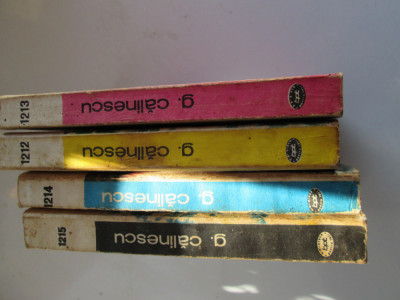 1213 g. călinescu
1212 g. călinescu
1214 g. călinescu
1215 g. călinescu